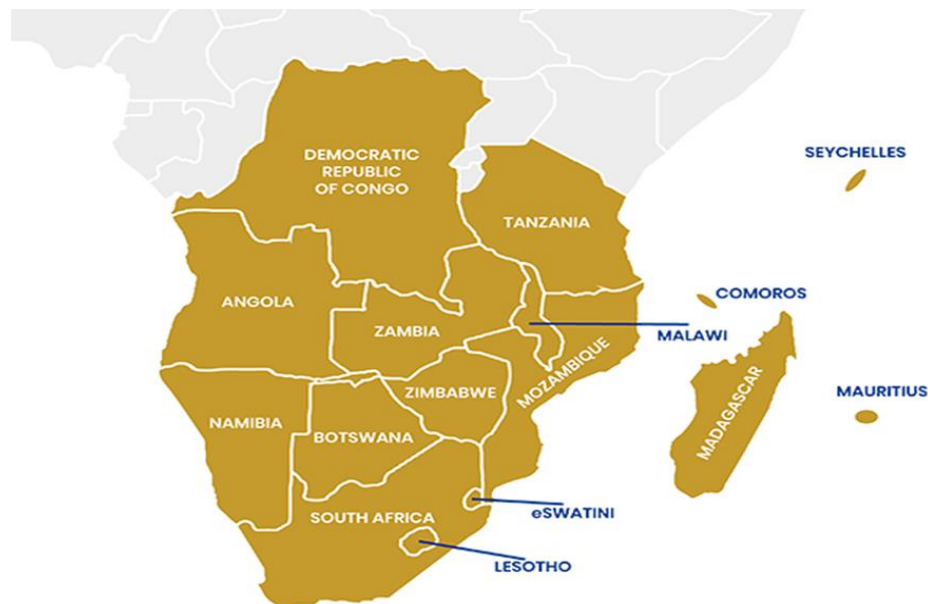 SEYCHELLES
DEMOCRATIC
REPUBLIC
OF CONGO
TANZANIA
COMOROS
ANGOLA
ZAMBIA
MALAWI
MOZAMBIQUE
MADAGASCAR
MAURITIUS
ZIMBABWE
NAMIBIA
BOTSWANA
eSWATINI
SOUTH AFRICA
LESOTHO